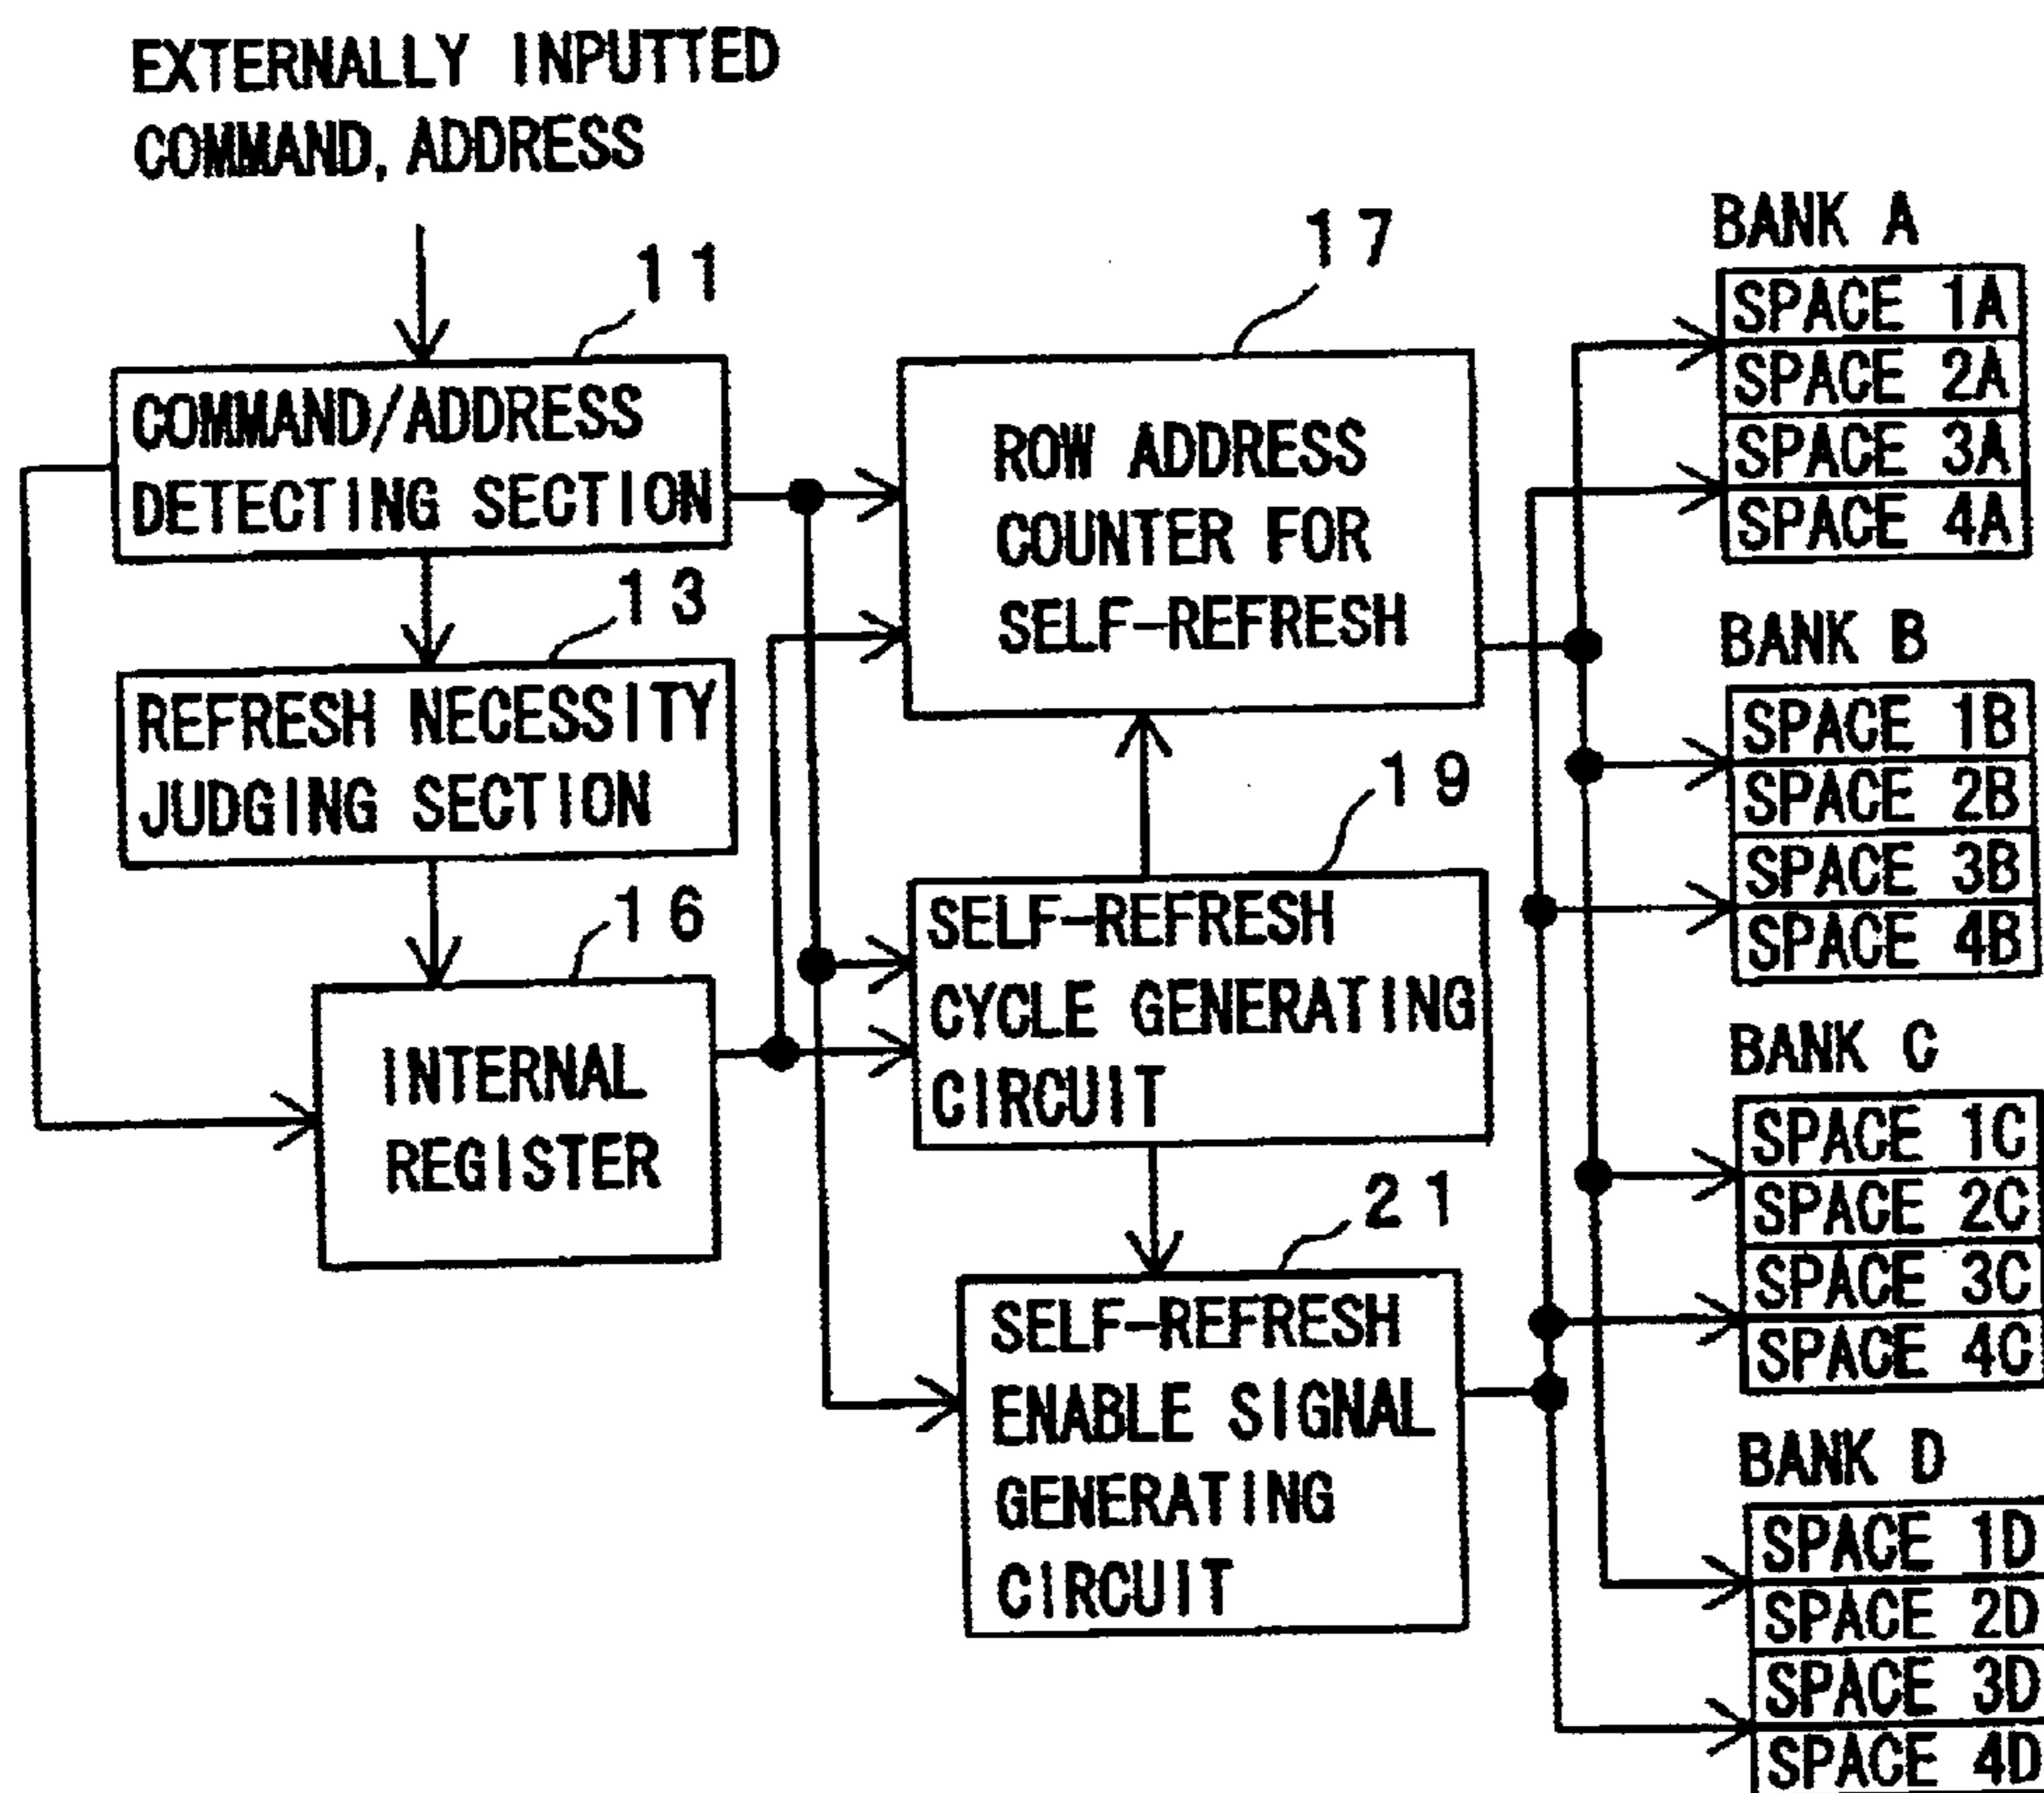 EXTERNALLY INPUTTED
COMMAND, ADDRESS
11
COMMAND/ADDRESS
DETECTING SECTION
13
REFRESH NECESSITY
JUDGING SECTION
16
INTERNAL
REGISTER
17
ROW ADDRESS
COUNTER FOR
SELF-REFRESH
19
SELF-REFRESH
CYCLE GENERATING
CIRCUIT
21
SELF-REFRESH
ENABLE SIGNAL
GENERATING
CIRCUIT
BANK A
SPACE 1A
SPACE 2A
SPACE 3A
SPACE 4A
BANK B
SPACE 1B
SPACE 2B
SPACE 3B
SPACE 4B
BANK C
SPACE 1C
SPACE 2C
SPACE 3C
SPACE 4C
BANK D
SPACE 1D
SPACE 2D
SPACE 3D
SPACE 4D